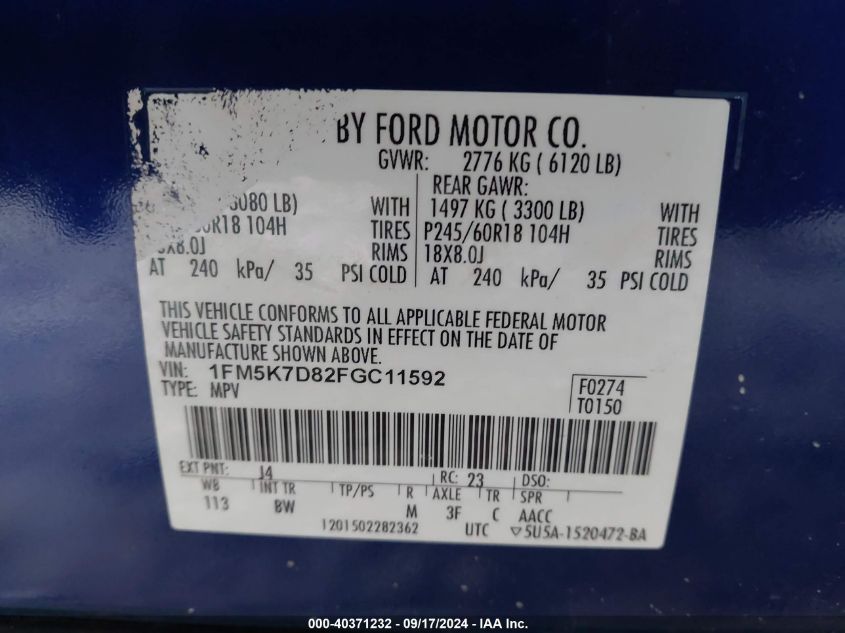 BY FORD MOTOR CO.
GVWR: 2776 KG ( 6120 LB)
080 LB) WITH
60R18 104H TIRES
X8.0J RIMS
AT 240 kPa/ 35 PSI COLD
REAR GAWR:
1497 KG ( 3300 LB) WITH
P245/60R18 104H TIRES
18X8.0J RIMS
AT 240 kPa/ 35 PSI COLD
THIS VEHICLE CONFORMS TO ALL APPLICABLE FEDERAL MOTOR
VEHICLE SAFETY STANDARDS IN EFFECT ON THE DATE OF
MANUFACTURE SHOWN ABOVE.
VIN: 1FM5K7D82FGC11592
TYPE: MPV
F0274
T0150
EXT PNT: J4 RC: 23 DSO:
WB INT TR TP/PS R AXLE TR SPR
113 BW M 3F C AACC
1201502282362 UTC ▽5U5A-1520472-BA
000-40371232 - 09/17/2024 - IAA Inc.